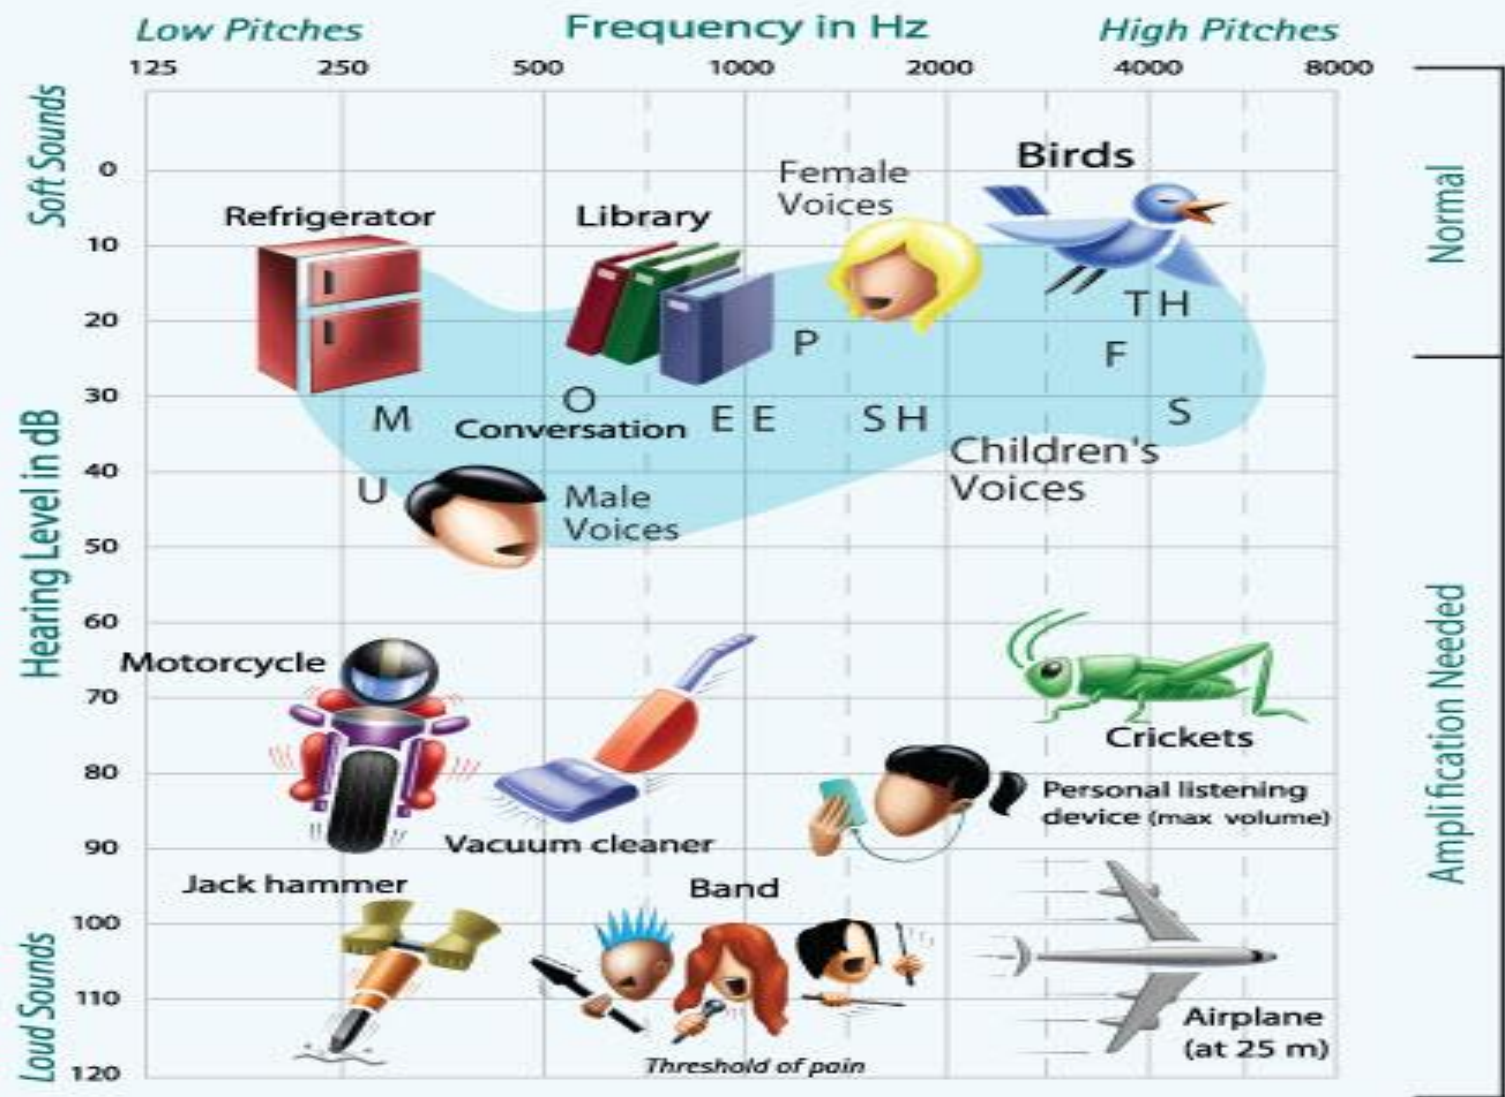 Low Pitches Frequency in Hz High Pitches
125 250 500 1000 2000 4000 8000
Soft Sounds
Hearing Level in dB
Loud Sounds
0
10
20
30
40
50
60
70
80
90
100
110
120
Normal
Amplification Needed
Birds
Female
Voices
Refrigerator
Library
TH
P
F
O
M
Conversation
EE
SH
S
Children's
Voices
U
Male
Voices
Motorcycle
Crickets
Personal listening
device (max volume)
Vacuum cleaner
Jack hammer
Band
Airplane
(at 25 m)
Threshold of pain